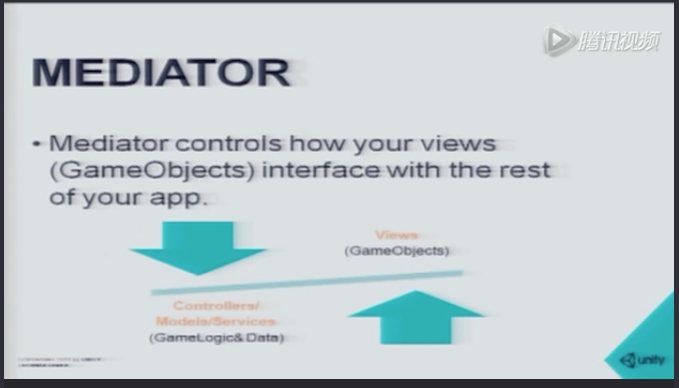 腾讯视频
MEDIATOR
• Mediator controls how your views
(GameObjects) interface with the rest
of your app.
Views
(GameObjects)
Controllers/
Models/Services
(GameLogic& Data)
unity